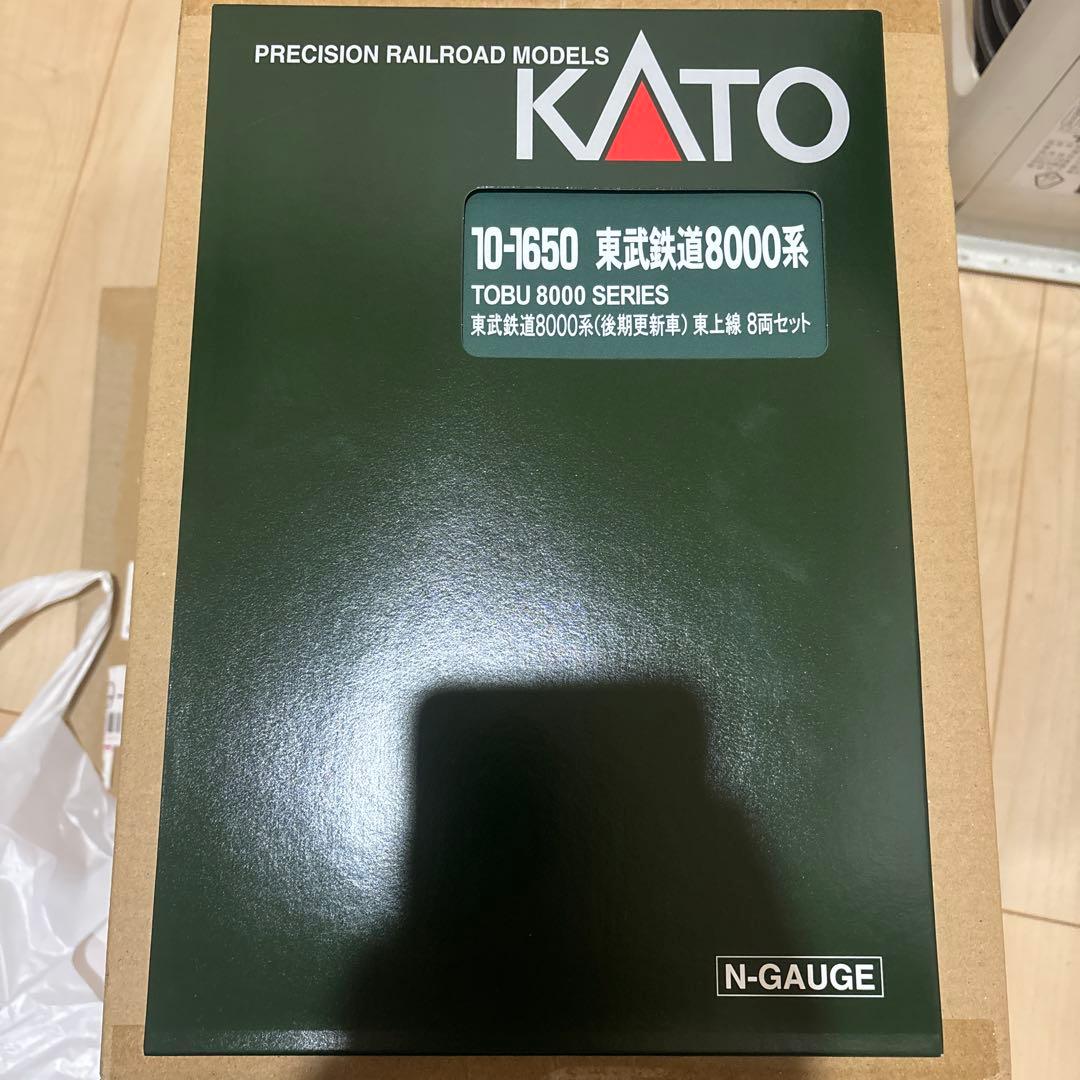 PRECISION RAILROAD MODELS
KATO
10-1650 東武鉄道8000系
TOBU 8000 SERIES
東武鉄道8000系(後期更新車) 東上線 8両セット
N-GAUGE